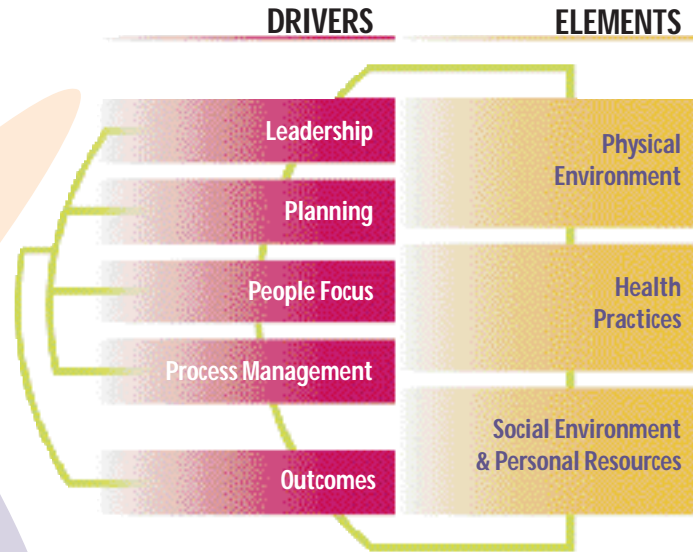 DRIVERS
ELEMENTS
Leadership
Planning
People Focus
Process Management
Outcomes
Physical
Environment
Health
Practices
Social Environment
& Personal Resources